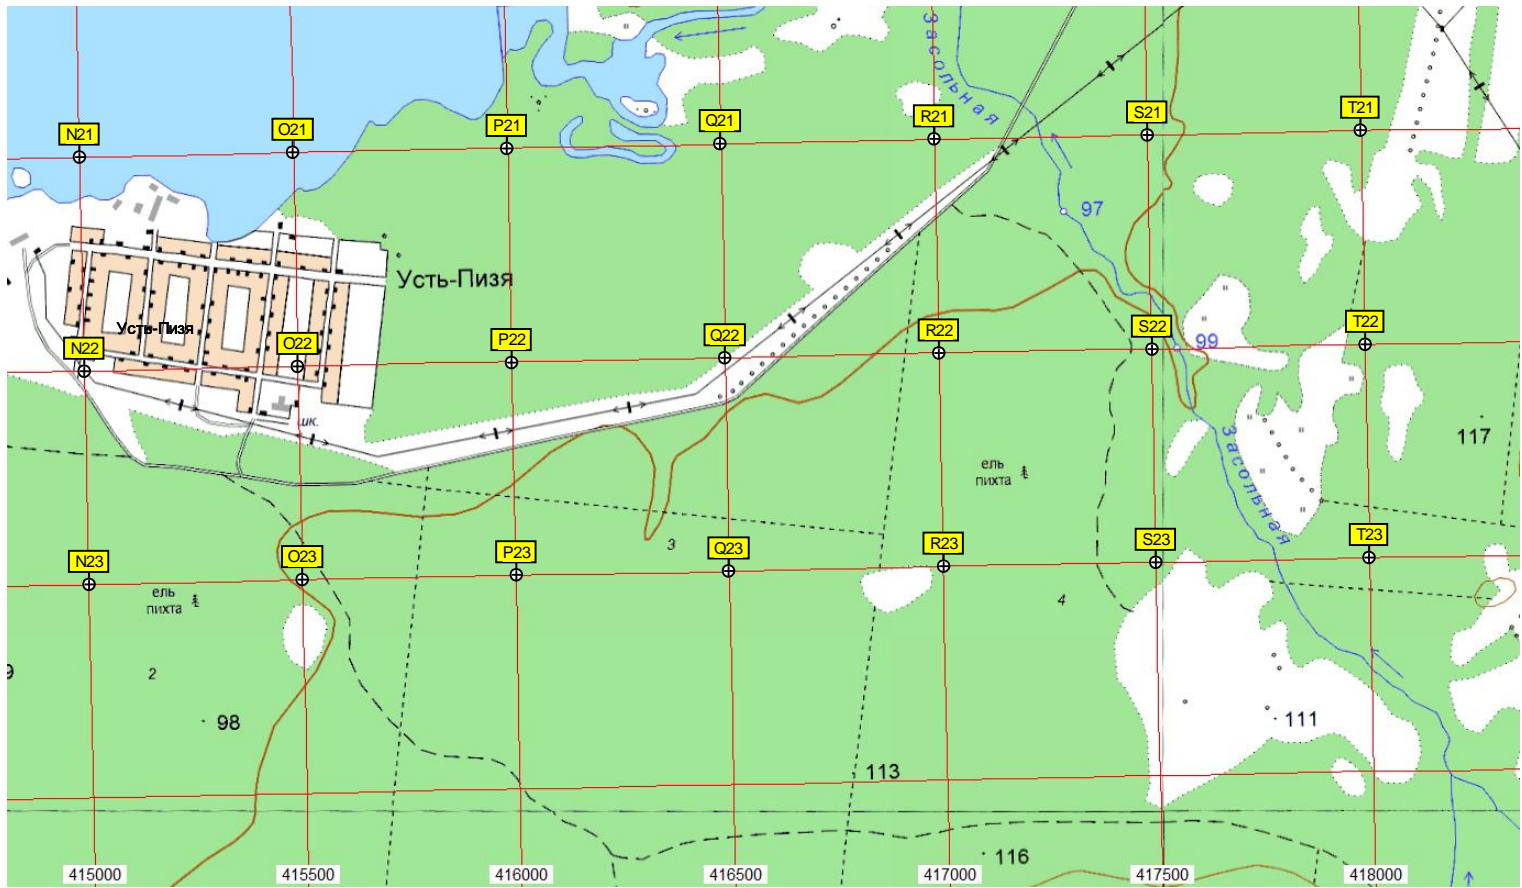 Засольная
N21
O21
P21
Q21
R21
S21
T21
97
Усть-Пизя
Усть-Пизя
N22
O22
P22
Q22
R22
S22
99
T22
шк.
117
ель
пихта
Засольная
N23
O23
P23
3
Q23
R23
S23
T23
ель
пихта
4
9
2
98
111
113
116
415000
415500
416000
416500
417000
417500
418000